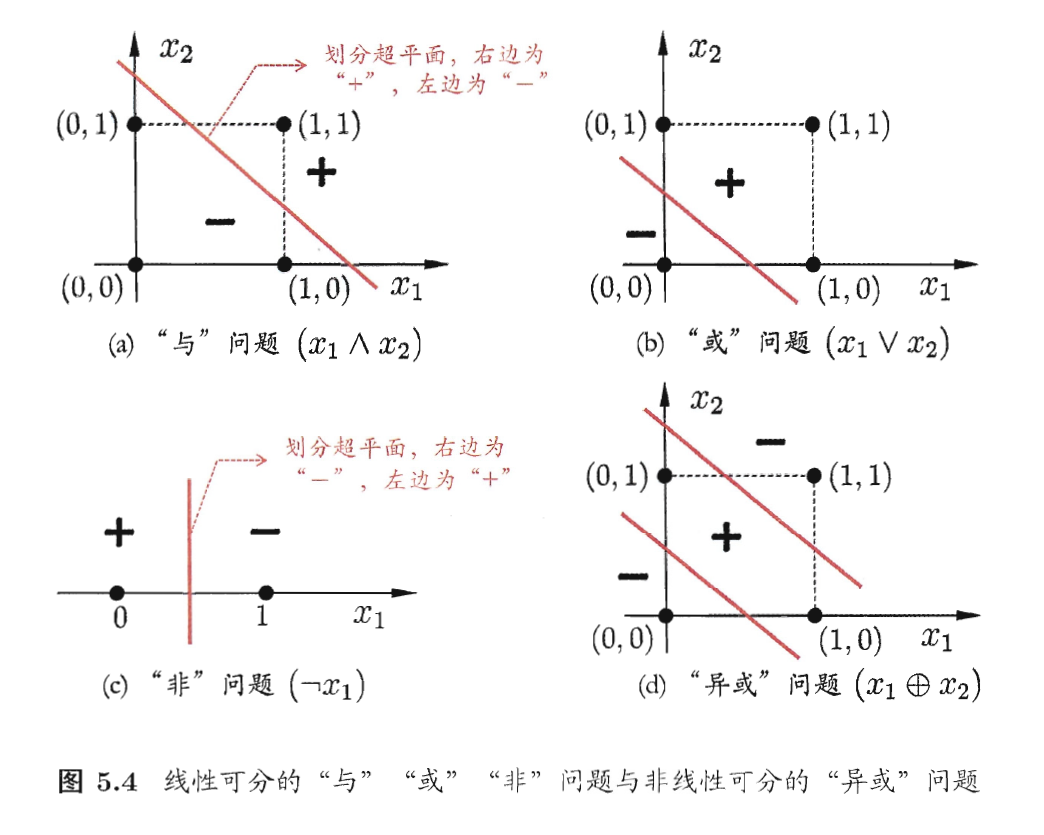 x₂
划分超平面，右边为
“+”，左边为“−”
(0, 1)
(1, 1)
+
−
(0, 0)
(1, 0)
x₁
(a) “与” 问题 (x₁ ∧ x₂)
x₂
(0, 1)
(1, 1)
+
−
(0, 0)
(1, 0)
x₁
(b) “或” 问题 (x₁ ∨ x₂)
划分超平面，右边为
“−”，左边为“+”
+
−
0
1
x₁
(c) “非” 问题 (¬x₁)
x₂
−
(0, 1)
(1, 1)
+
−
(0, 0)
(1, 0)
x₁
(d) “异或” 问题 (x₁ ⊕ x₂)
图 5.4 线性可分的 “与” “或” “非” 问题与非线性可分的 “异或” 问题